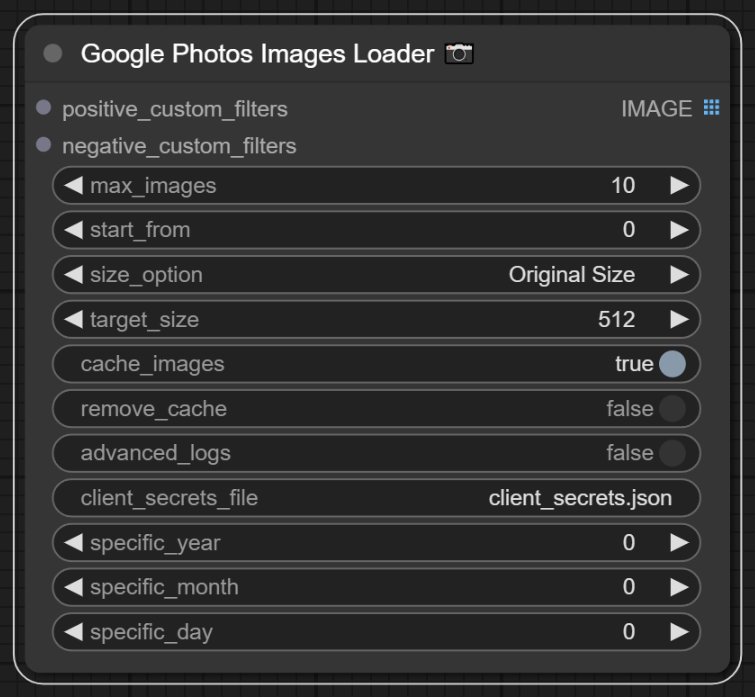 Google Photos Images Loader 📷
positive_custom_filters IMAGE
negative_custom_filters
max_images 10
start_from 0
size_option Original Size
target_size 512
cache_images true
remove_cache false
advanced_logs false
client_secrets_file client_secrets.json
specific_year 0
specific_month 0
specific_day 0